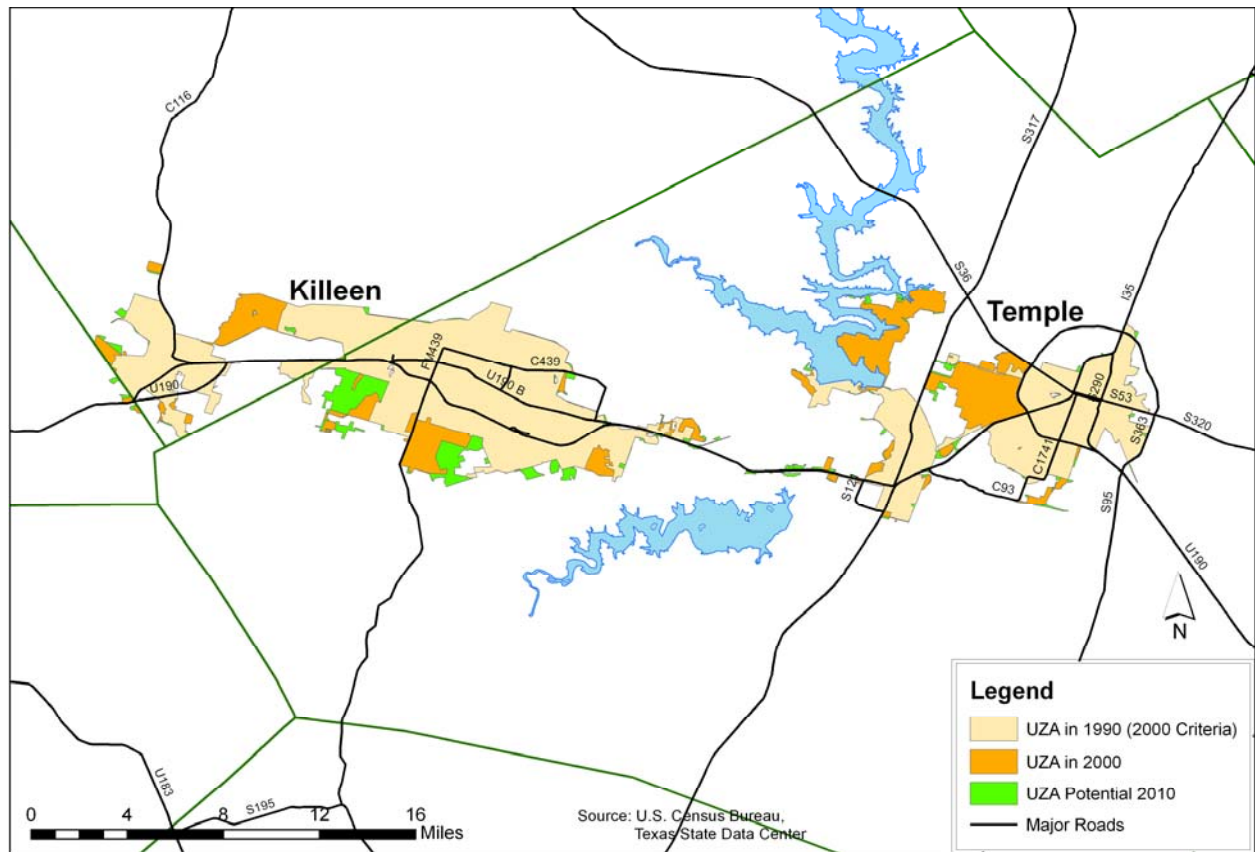 C116
S317
Killeen
S36
Temple
I35
FM439
C439
U190 B
U190
S290
S53
S320
S363
C1741
C93
S95
U190
N
Legend
UZA in 1990 (2000 Criteria)
UZA in 2000
UZA Potential 2010
Major Roads
U183
S195
0 4 8 12 16
Miles
Source: U.S. Census Bureau,
Texas State Data Center